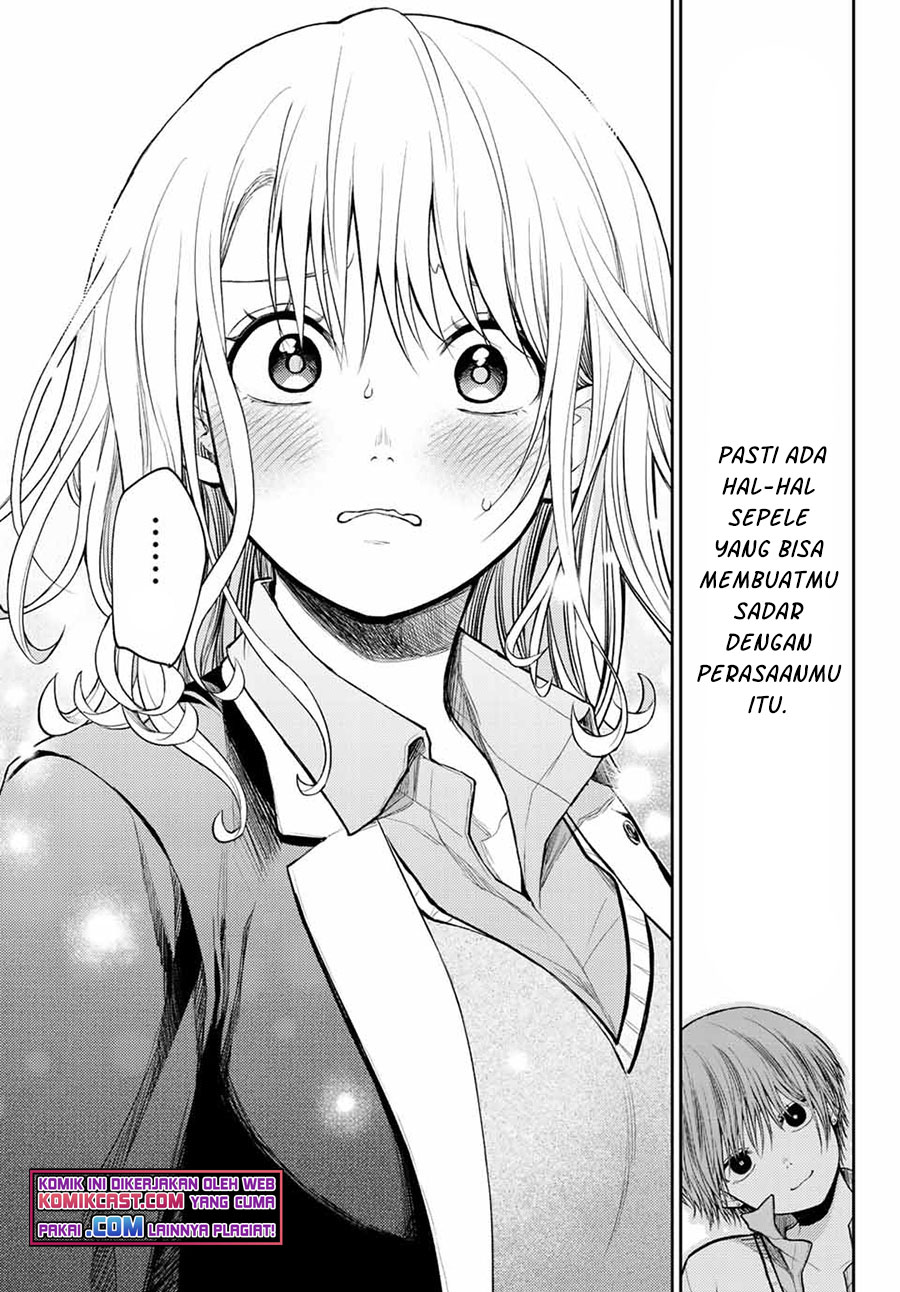 PASTI ADA
HAL-HAL
SEPELE
YANG BISA
MEMBUATMU
SADAR
DENGAN
PERASAANMU
ITU.
......
KOMIK INI DIKERJAKAN OLEH WEB
KOMIKCAST.COM YANG CUMA
PAKAI .COM LAINNYA PLAGIAT!